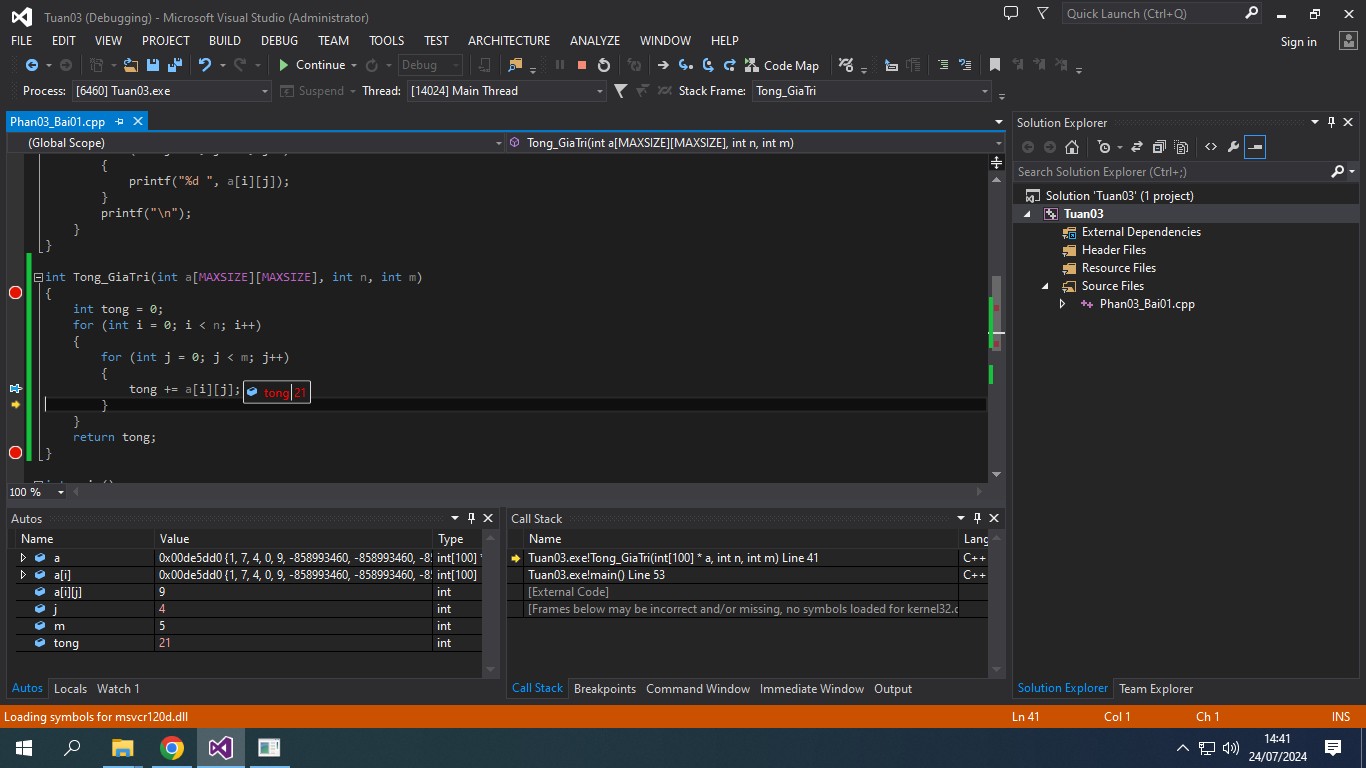 Tuan03 (Debugging) - Microsoft Visual Studio (Administrator)
Quick Launch (Ctrl+Q)
FILE EDIT VIEW PROJECT BUILD DEBUG TEAM TOOLS TEST ARCHITECTURE ANALYZE WINDOW HELP
Sign in
Continue Debug Code Map
Process: [6460] Tuan03.exe Suspend Thread: [14024] Main Thread Stack Frame: Tong_GiaTri
Phan03_Bai01.cpp
(Global Scope) Tong_GiaTri(int a[MAXSIZE][MAXSIZE], int n, int m)
{
printf("%d ", a[i][j]);
}
printf("\n");
}
}
int Tong_GiaTri(int a[MAXSIZE][MAXSIZE], int n, int m)
{
int tong = 0;
for (int i = 0; i < n; i++)
{
for (int j = 0; j < m; j++)
{
tong += a[i][j]; tong 21
}
}
return tong;
}
100 %
Solution Explorer
Search Solution Explorer (Ctrl+;)
Solution 'Tuan03' (1 project)
Tuan03
External Dependencies
Header Files
Resource Files
Source Files
Phan03_Bai01.cpp
Solution Explorer Team Explorer
Autos
Name Value Type
a 0x00de5dd0 {1, 7, 4, 0, 9, -858993460, -858993460, -85 int[100] *
a[i] 0x00de5dd0 {1, 7, 4, 0, 9, -858993460, -858993460, -85 int[100]
a[i][j] 9 int
j 4 int
m 5 int
tong 21 int
Autos Locals Watch 1
Call Stack
Name Lang
Tuan03.exe!Tong_GiaTri(int[100] * a, int n, int m) Line 41 C++
Tuan03.exe!main() Line 53 C++
[External Code]
[Frames below may be incorrect and/or missing, no symbols loaded for kernel32.d
Call Stack Breakpoints Command Window Immediate Window Output
Loading symbols for msvcr120d.dll
Ln 41 Col 1 Ch 1 INS
14:41
24/07/2024